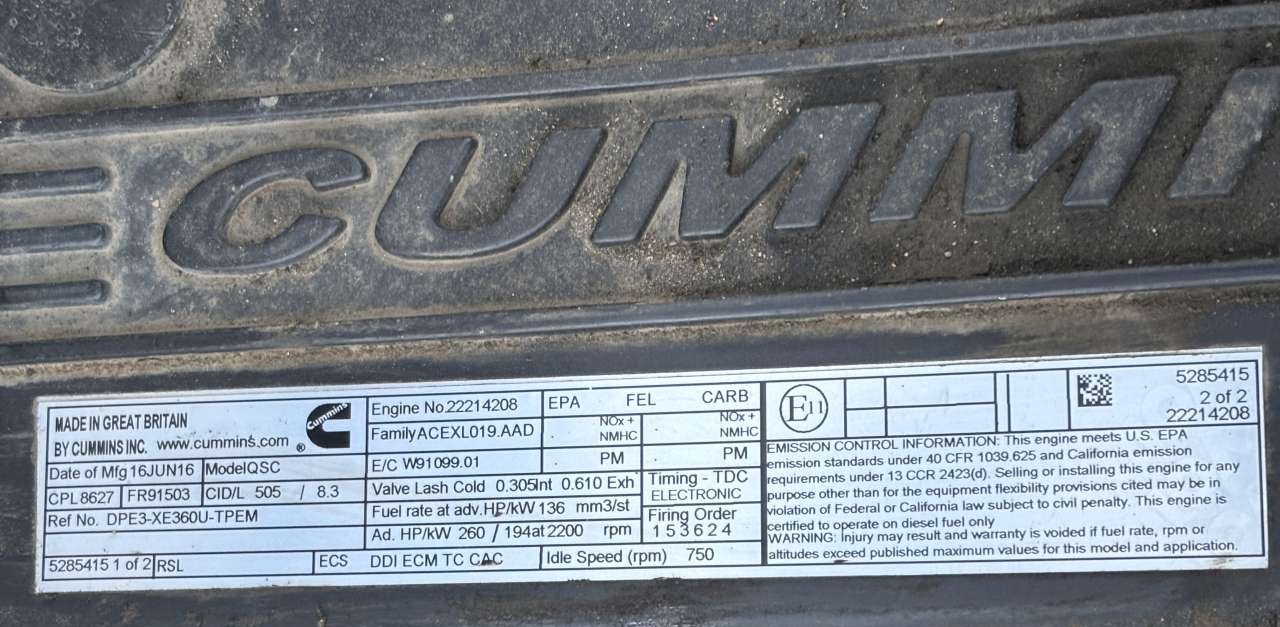 CUMMI
MADE IN GREAT BRITAIN
BY CUMMINS INC. www.cummins.com
Cummins ®
Date of Mfg 16JUN16 Model QSC
CPL 8627 FR91503 CID/L 505 / 8.3
Ref No. DPE3-XE360U-TPEM
5285415 1 of 2 RSL ECS DDI ECM TC CAC Idle Speed (rpm) 750
Engine No.22214208
Family ACEXL019.AAD
E/C W91099.01
Valve Lash Cold 0.305Int 0.610 Exh
Fuel rate at adv.HP/kW 136 mm3/st
Ad. HP/kW 260 / 194at 2200 rpm
EPA FEL CARB
NOx + NOx +
NMHC NMHC
PM PM
Timing - TDC
ELECTRONIC
Firing Order
1 5 3 6 2 4
E11
5285415
2 of 2
22214208
EMISSION CONTROL INFORMATION: This engine meets U.S. EPA
emission standards under 40 CFR 1039.625 and California emission
requirements under 13 CCR 2423(d). Selling or installing this engine for any
purpose other than for the equipment flexibility provisions cited may be in
violation of Federal or California law subject to civil penalty. This engine is
certified to operate on diesel fuel only
WARNING: Injury may result and warranty is voided if fuel rate, rpm or
altitudes exceed published maximum values for this model and application.